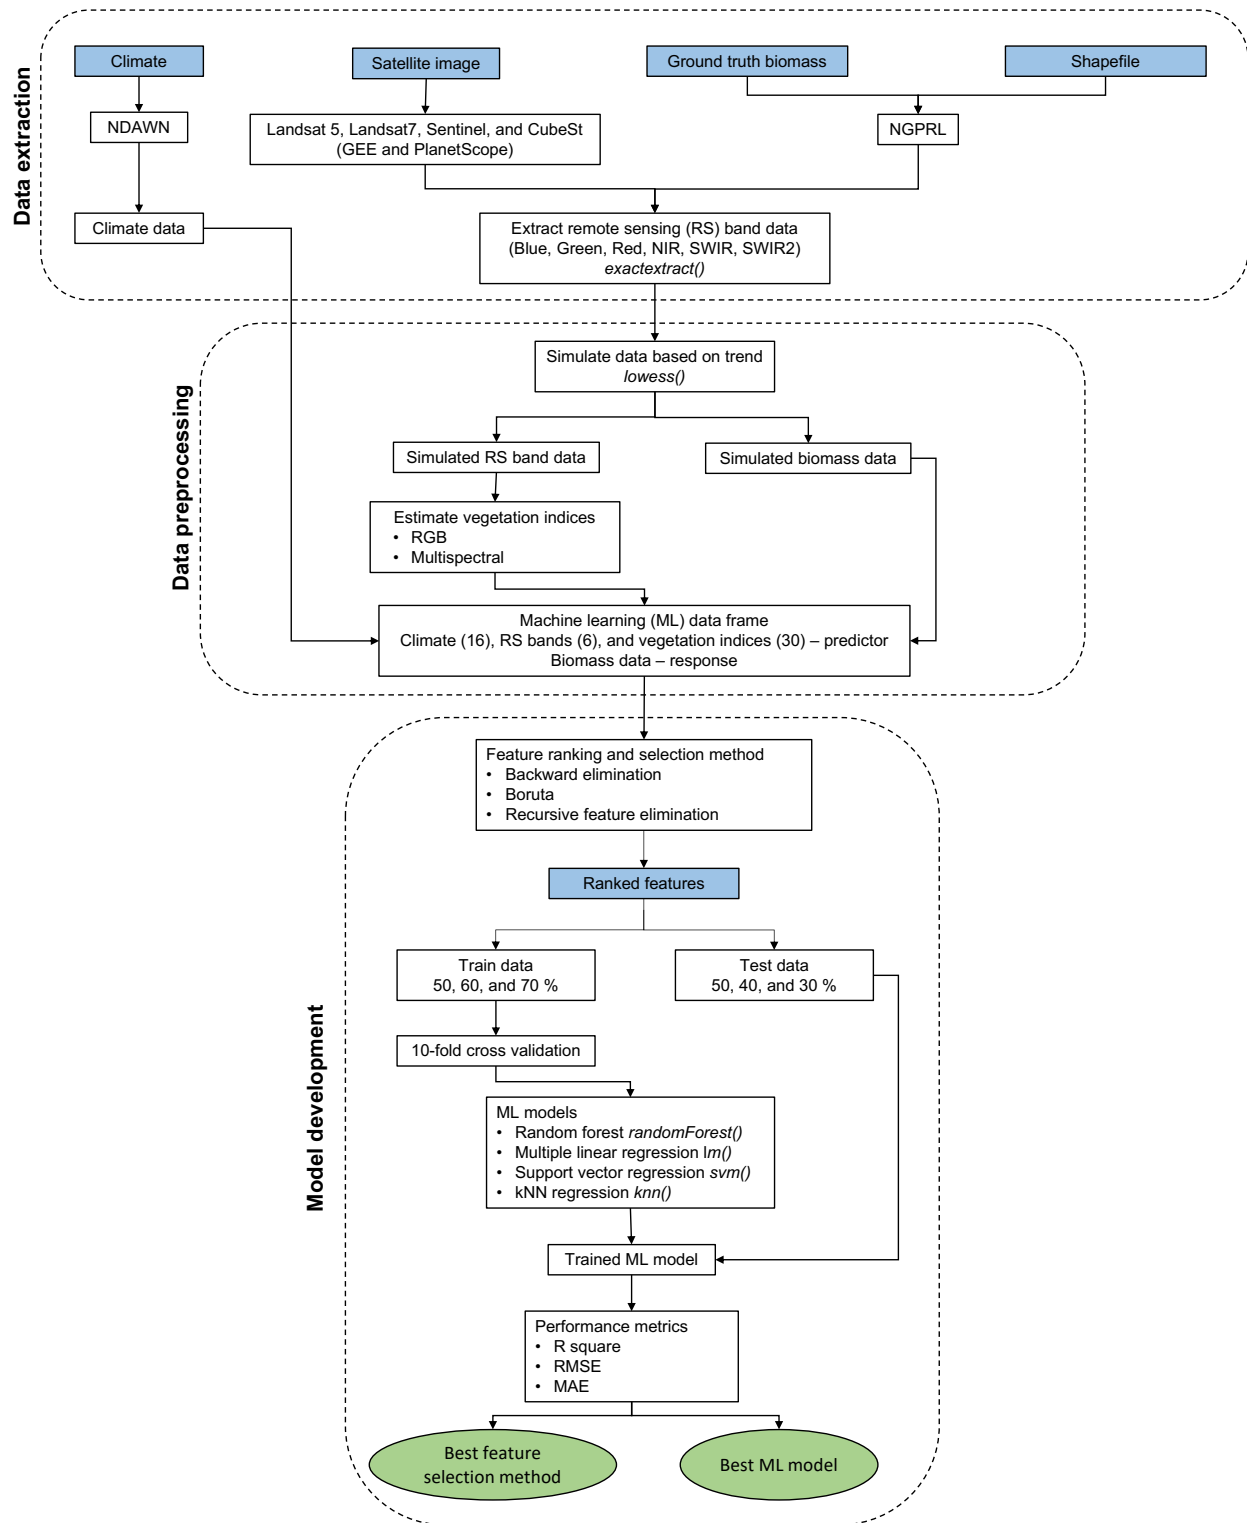 Data extraction
Climate
Satellite image
Ground truth biomass
Shapefile
NDAWN
Landsat 5, Landsat7, Sentinel, and CubeSt
(GEE and PlanetScope)
NGPRL
Climate data
Extract remote sensing (RS) band data
(Blue, Green, Red, NIR, SWIR, SWIR2)
exactextract()
Data preprocessing
Simulate data based on trend
lowess()
Simulated RS band data
Simulated biomass data
Estimate vegetation indices
• RGB
• Multispectral
Machine learning (ML) data frame
Climate (16), RS bands (6), and vegetation indices (30) – predictor
Biomass data – response
Model development
Feature ranking and selection method
• Backward elimination
• Boruta
• Recursive feature elimination
Ranked features
Train data
50, 60, and 70 %
Test data
50, 40, and 30 %
10-fold cross validation
ML models
• Random forest randomForest()
• Multiple linear regression lm()
• Support vector regression svm()
• kNN regression knn()
Trained ML model
Performance metrics
• R square
• RMSE
• MAE
Best feature
selection method
Best ML model